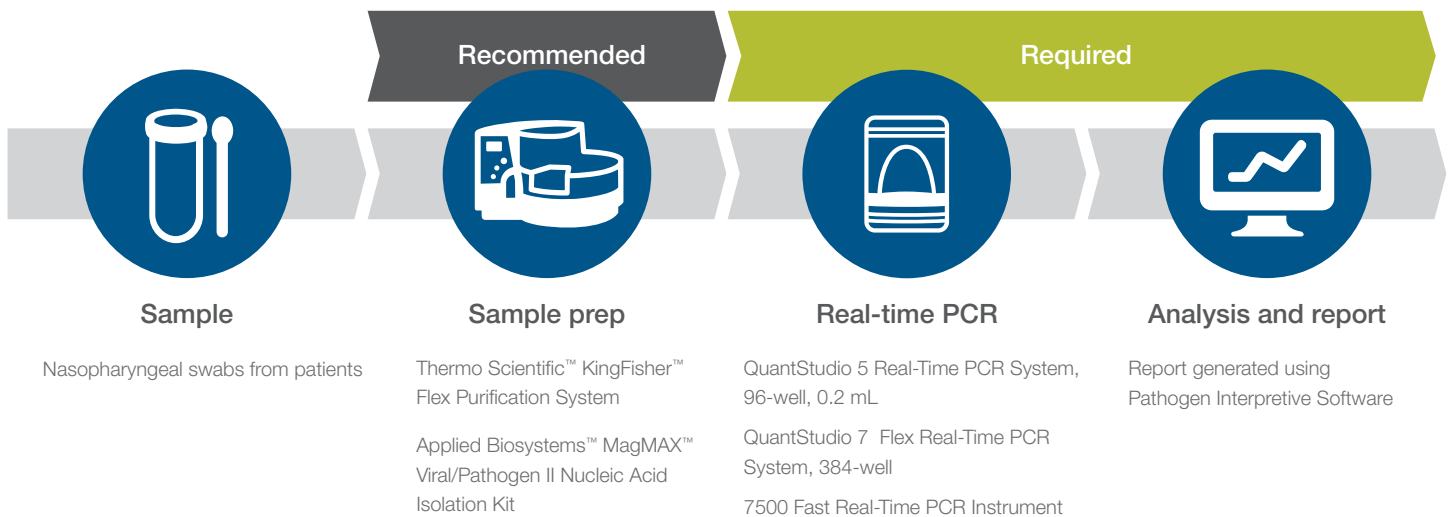 Recommended
Required
Sample
Nasopharyngeal swabs from patients
Sample prep
Thermo Scientific™ KingFisher™
Flex Purification System
Applied Biosystems™ MagMAX™
Viral/Pathogen II Nucleic Acid
Isolation Kit
Real-time PCR
QuantStudio 5 Real-Time PCR System,
96-well, 0.2 mL
QuantStudio 7 Flex Real-Time PCR
System, 384-well
7500 Fast Real-Time PCR Instrument
Analysis and report
Report generated using
Pathogen Interpretive Software